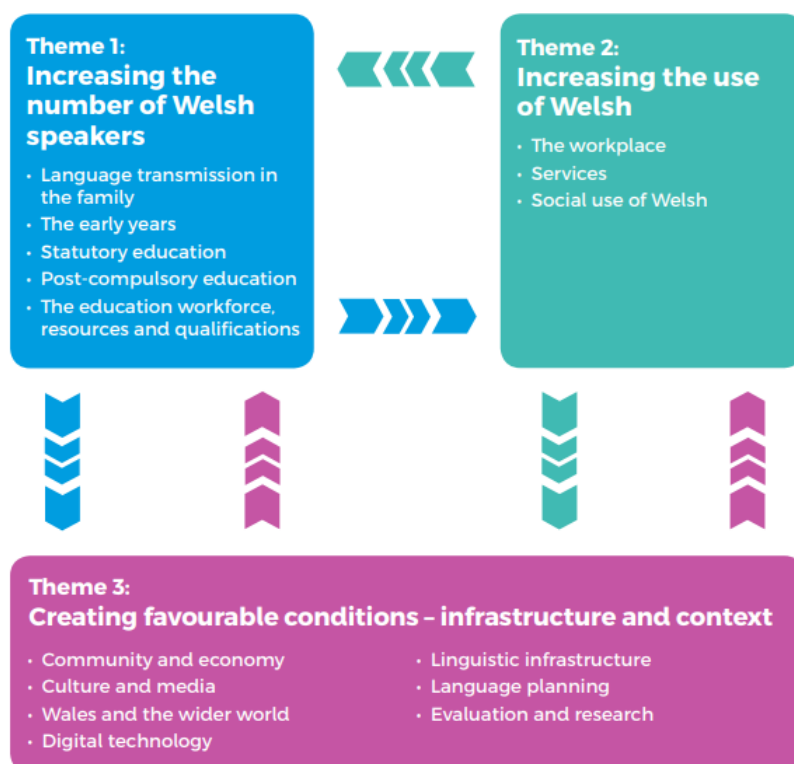 Theme 1:
Increasing the
number of Welsh
speakers
• Language transmission in
the family
• The early years
• Statutory education
• Post-compulsory education
• The education workforce,
resources and qualifications
Theme 2:
Increasing the use
of Welsh
• The workplace
• Services
• Social use of Welsh
Theme 3:
Creating favourable conditions – infrastructure and context
• Community and economy
• Culture and media
• Wales and the wider world
• Digital technology
• Linguistic infrastructure
• Language planning
• Evaluation and research